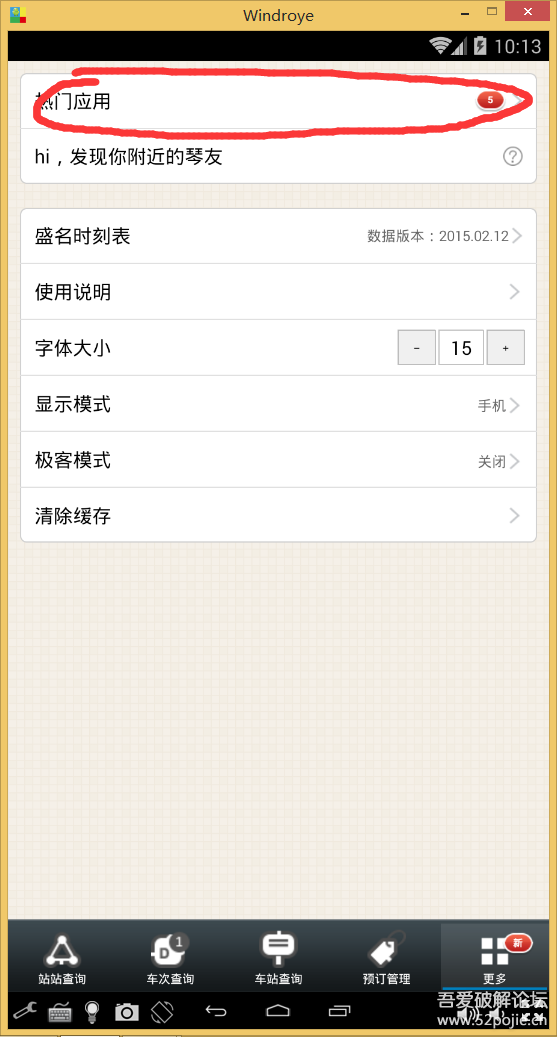 Windroye
10:13
热门应用 5
hi，发现你附近的琴友 ?
盛名时刻表 数据版本：2015.02.12
使用说明
字体大小 - 15 +
显示模式 手机
极客模式 关闭
清除缓存
D 1 新
站站查询 车次查询 车站查询 预订管理 更多
吾爱破解论坛
www.52pojie.cn